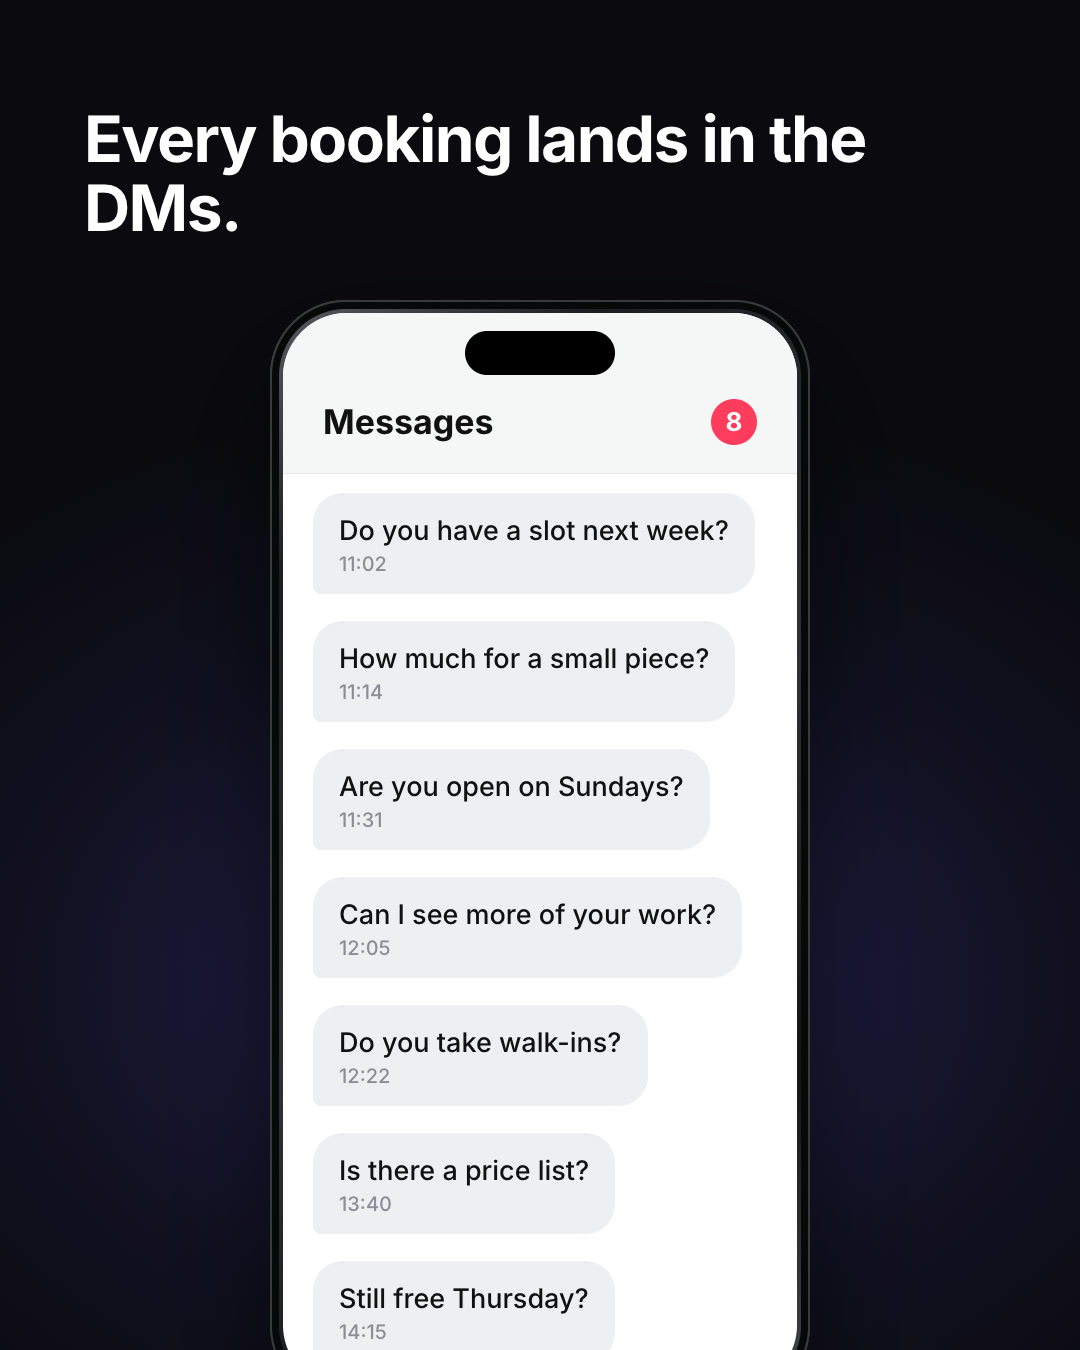 Every booking lands in the
DMs.
Messages
8
Do you have a slot next week?
11:02
How much for a small piece?
11:14
Are you open on Sundays?
11:31
Can I see more of your work?
12:05
Do you take walk-ins?
12:22
Is there a price list?
13:40
Still free Thursday?
14:15